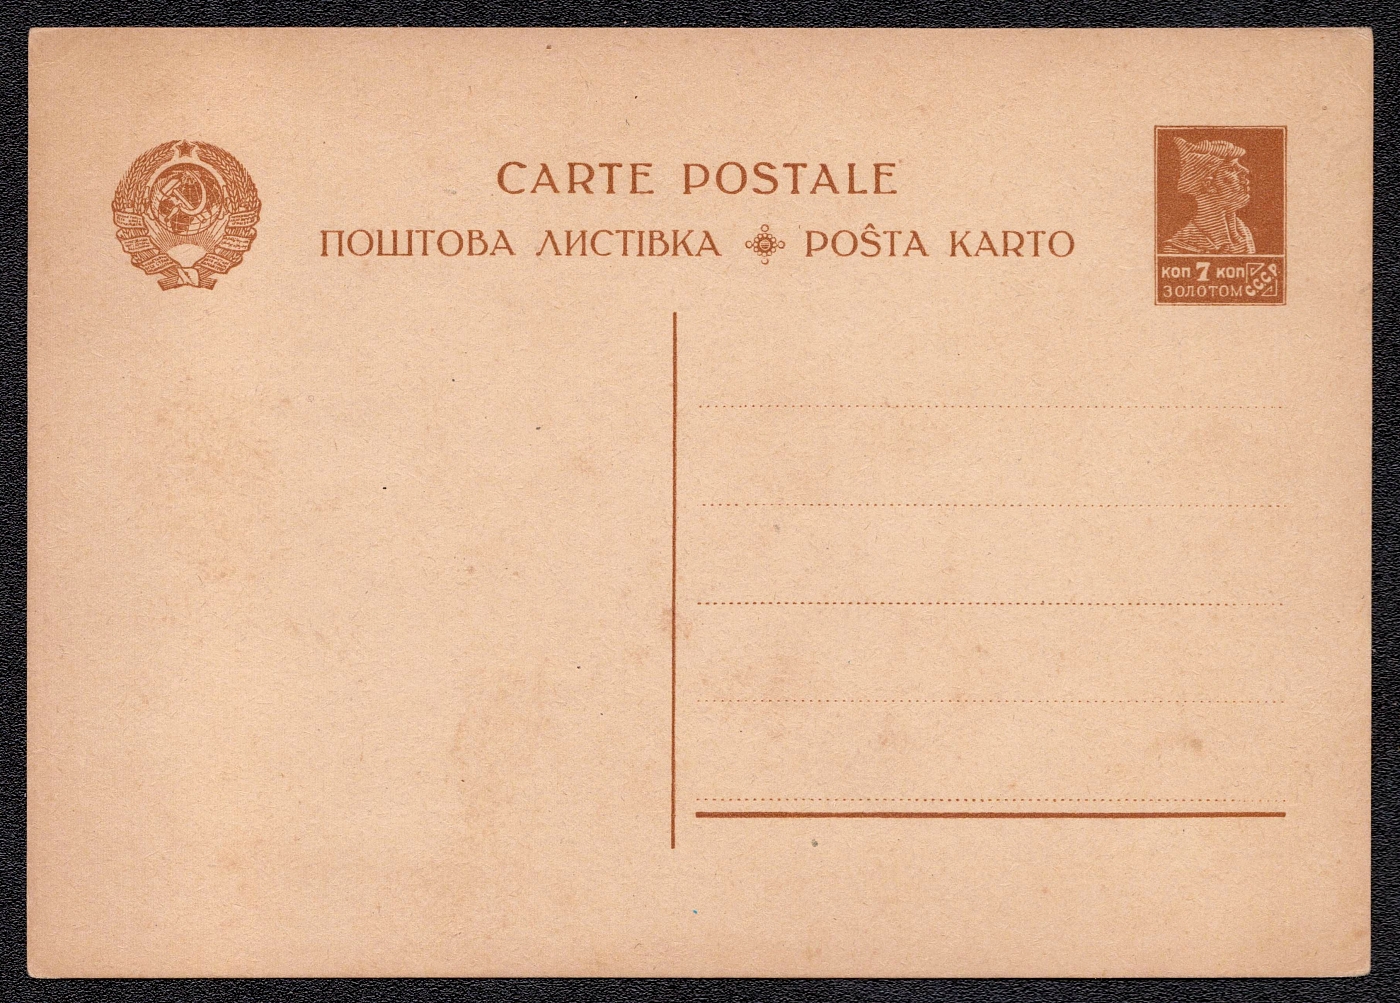 CARTE POSTALE
ПОШТОВА ЛИСТІВКА POŜTA KARTO
КОП 7 КОП
ЗОЛОТОМ СССР